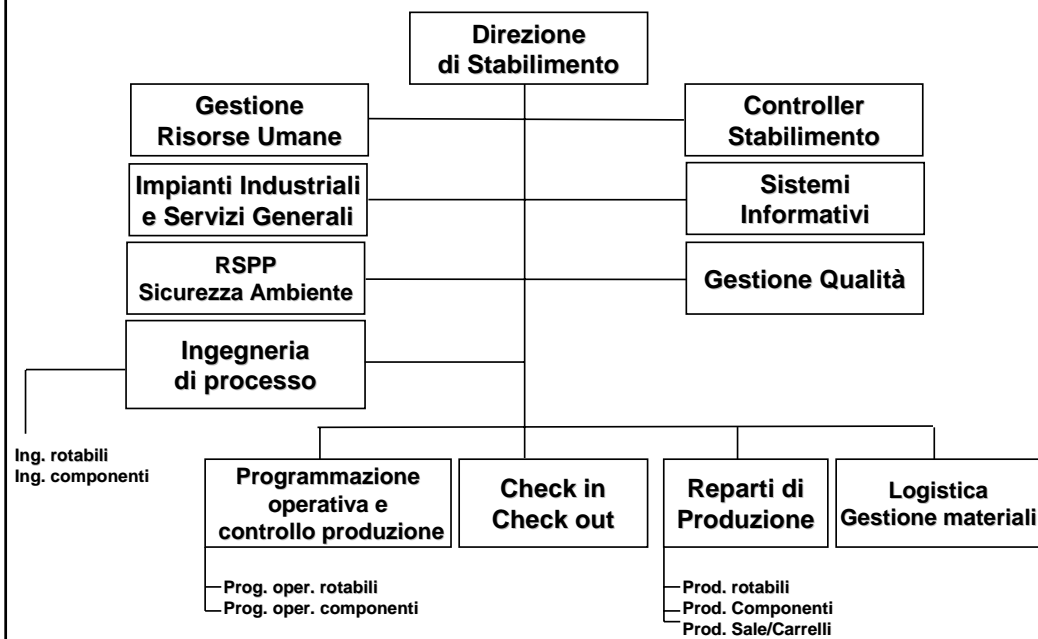 Direzione
di Stabilimento
Gestione
Risorse Umane
Controller
Stabilimento
Impianti Industriali
e Servizi Generali
Sistemi
Informativi
RSPP
Sicurezza Ambiente
Gestione Qualità
Ingegneria
di processo
Ing. rotabili
Ing. componenti
Programmazione
operativa e
controllo produzione
Check in
Check out
Reparti di
Produzione
Logistica
Gestione materiali
Prog. oper. rotabili
Prog. oper. componenti
Prod. rotabili
Prod. Componenti
Prod. Sale/Carrelli